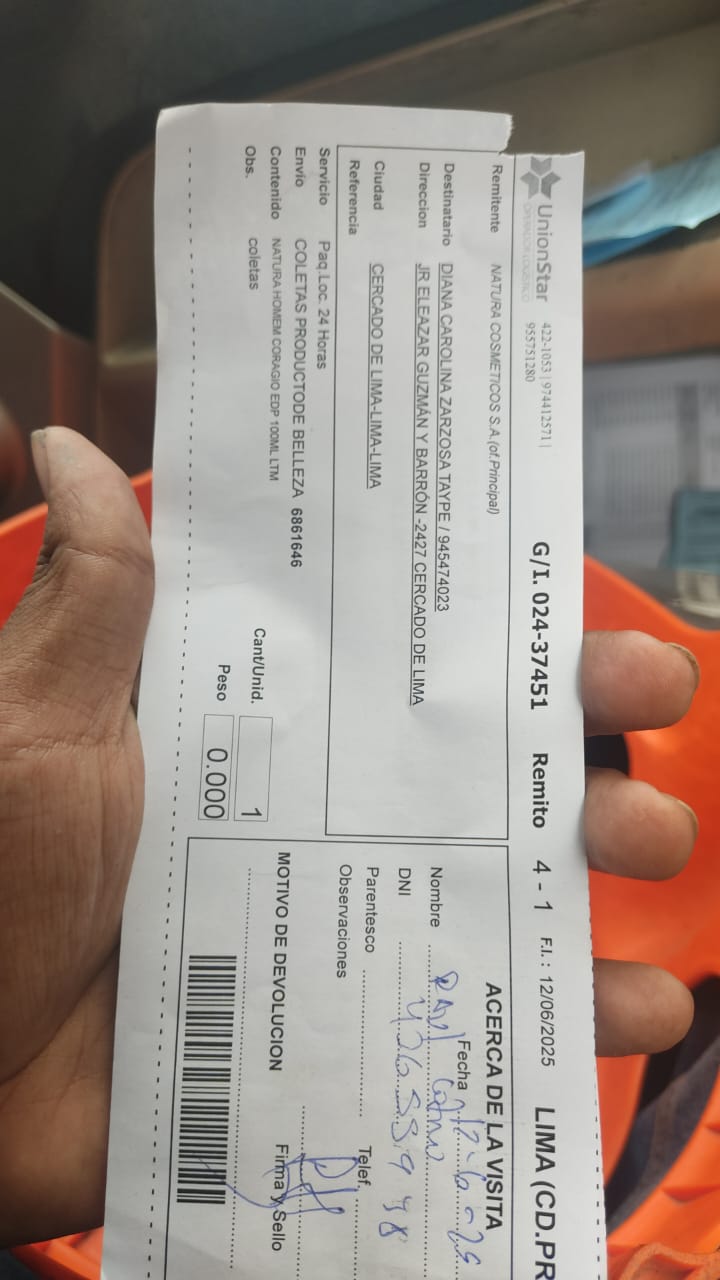 UnionStar
OPERADOR LOGÍSTICO
422-1053 | 974412571 |
955751280
G/I. 024-37451 Remito 4 - 1 F.I.: 12/06/2025 LIMA (CD.PR
Remitente NATURA COSMETICOS S.A.(of.Principal)
Destinatario DIANA CAROLINA ZARZOSA TAYPE / 945474023
Direccion JR ELEAZAR GUZMÁN Y BARRÓN -2427 CERCADO DE LIMA
Ciudad CERCADO DE LIMA-LIMA-LIMA
Referencia
Servicio Paq.Loc. 24 Horas
Envio COLETAS PRODUCTODE BELLEZA 6861646
Contenido NATURA HOMEM CORAGIO EDP 100ML LTM
Obs. coletas
Cant/Unid. 1
Peso 0.000
ACERCA DE LA VISITA
Fecha
Nombre
DNI
Parentesco Telef.
Observaciones
MOTIVO DE DEVOLUCION Firma y Sello